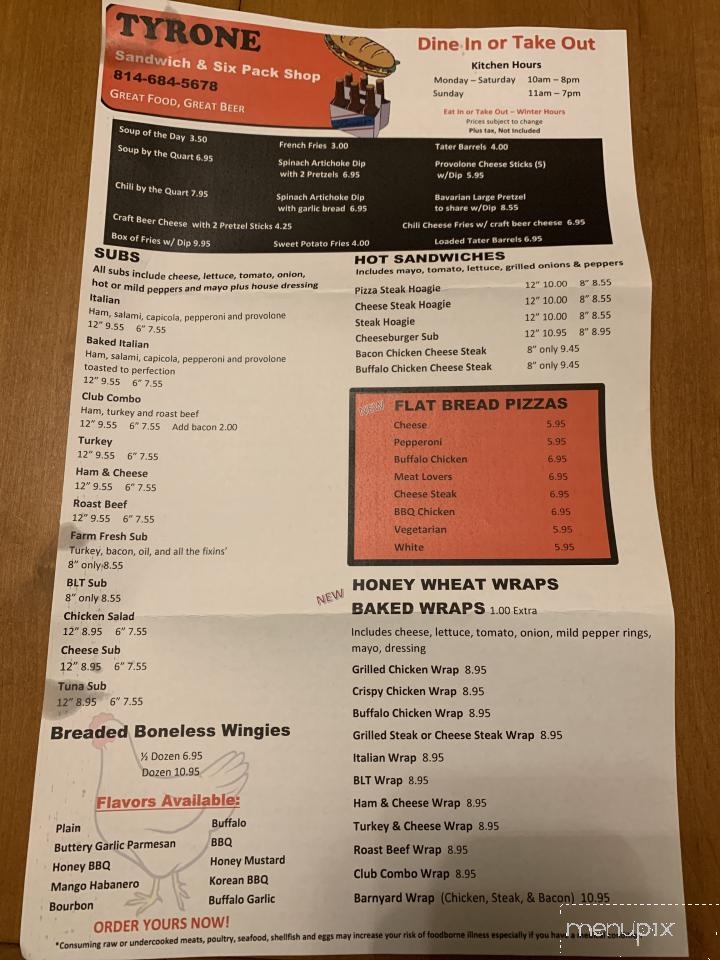 TYRONE
Sandwich & Six Pack Shop
814-684-5678
GREAT FOOD, GREAT BEER
Dine In or Take Out
Kitchen Hours
Monday – Saturday 10am – 8pm
Sunday 11am – 7pm
Eat In or Take Out – Winter Hours
Prices subject to change
Plus tax, Not Included
Soup of the Day 3.50
French Fries 3.00
Tater Barrels 4.00
Soup by the Quart 6.95
Spinach Artichoke Dip
with 2 Pretzels 6.95
Provolone Cheese Sticks (5)
w/Dip 5.95
Chili by the Quart 7.95
Spinach Artichoke Dip
with garlic bread 6.95
Bavarian Large Pretzel
to share w/Dip 8.55
Craft Beer Cheese with 2 Pretzel Sticks 4.25
Chili Cheese Fries w/ craft beer cheese 6.95
Box of Fries w/ Dip 9.95
Sweet Potato Fries 4.00
Loaded Tater Barrels 6.95
SUBS
All subs include cheese, lettuce, tomato, onion,
hot or mild peppers and mayo plus house dressing
Italian
Ham, salami, capicola, pepperoni and provolone
12” 9.55 6” 7.55
Baked Italian
Ham, salami, capicola, pepperoni and provolone
toasted to perfection
12” 9.55 6” 7.55
Club Combo
Ham, turkey and roast beef
12” 9.55 6” 7.55 Add bacon 2.00
Turkey
12” 9.55 6” 7.55
Ham & Cheese
12” 9.55 6” 7.55
Roast Beef
12” 9.55 6” 7.55
Farm Fresh Sub
Turkey, bacon, oil, and all the fixins’
8” only 8.55
BLT Sub
8” only 8.55
Chicken Salad
12” 8.95 6” 7.55
Cheese Sub
12” 8.95 6” 7.55
Tuna Sub
12” 8.95 6” 7.55
Breaded Boneless Wingies
½ Dozen 6.95
Dozen 10.95
Flavors Available:
Plain
Buffalo
Buttery Garlic Parmesan
BBQ
Honey BBQ
Honey Mustard
Mango Habanero
Korean BBQ
Bourbon
Buffalo Garlic
ORDER YOURS NOW!
HOT SANDWICHES
Includes mayo, tomato, lettuce, grilled onions & peppers
Pizza Steak Hoagie 12” 10.00 8” 8.55
Cheese Steak Hoagie 12” 10.00 8” 8.55
Steak Hoagie 12” 10.00 8” 8.55
Cheeseburger Sub 12” 10.95 8” 8.95
Bacon Chicken Cheese Steak 8” only 9.45
Buffalo Chicken Cheese Steak 8” only 9.45
NEW FLAT BREAD PIZZAS
Cheese 5.95
Pepperoni 5.95
Buffalo Chicken 6.95
Meat Lovers 6.95
Cheese Steak 6.95
BBQ Chicken 6.95
Vegetarian 5.95
White 5.95
NEW
HONEY WHEAT WRAPS
BAKED WRAPS 1.00 Extra
Includes cheese, lettuce, tomato, onion, mild pepper rings,
mayo, dressing
Grilled Chicken Wrap 8.95
Crispy Chicken Wrap 8.95
Buffalo Chicken Wrap 8.95
Grilled Steak or Cheese Steak Wrap 8.95
Italian Wrap 8.95
BLT Wrap 8.95
Ham & Cheese Wrap 8.95
Turkey & Cheese Wrap 8.95
Roast Beef Wrap 8.95
Club Combo Wrap 8.95
Barnyard Wrap (Chicken, Steak, & Bacon) 10.95
*Consuming raw or undercooked meats, poultry, seafood, shellfish and eggs may increase your risk of foodborne illness especially if you have a
menupix